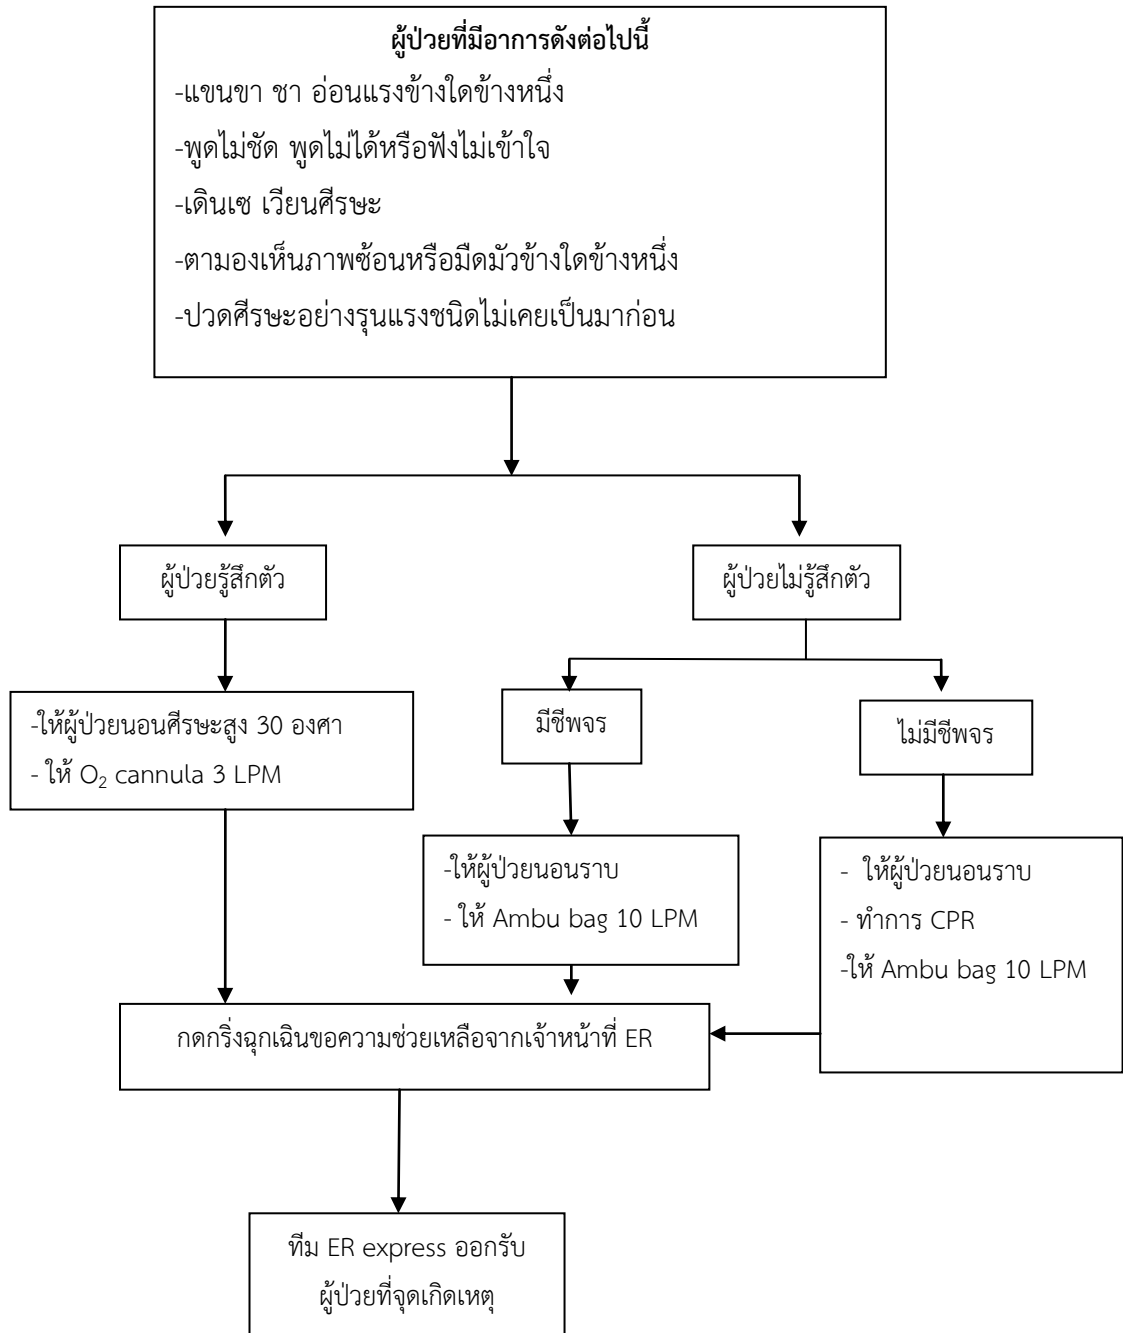 ผู้ป่วยที่มีอาการดังต่อไปนี้
-แขนขา ชา อ่อนแรงข้างใดข้างหนึ่ง
-พูดไม่ชัด พูดไม่ได้หรือฟังไม่เข้าใจ
-เดินเซ เวียนศีรษะ
-ตามองเห็นภาพซ้อนหรือมืดมัวข้างใดข้างหนึ่ง
-ปวดศีรษะอย่างรุนแรงชนิดไม่เคยเป็นมาก่อน
ผู้ป่วยรู้สึกตัว
ผู้ป่วยไม่รู้สึกตัว
-ให้ผู้ป่วยนอนศีรษะสูง 30 องศา
- ให้ O₂ cannula 3 LPM
มีชีพจร
ไม่มีชีพจร
-ให้ผู้ป่วยนอนราบ
- ให้ Ambu bag 10 LPM
- ให้ผู้ป่วยนอนราบ
- ทำการ CPR
-ให้ Ambu bag 10 LPM
กดกริ่งฉุกเฉินขอความช่วยเหลือจากเจ้าหน้าที่ ER
ทีม ER express ออกรับ
ผู้ป่วยที่จุดเกิดเหตุ